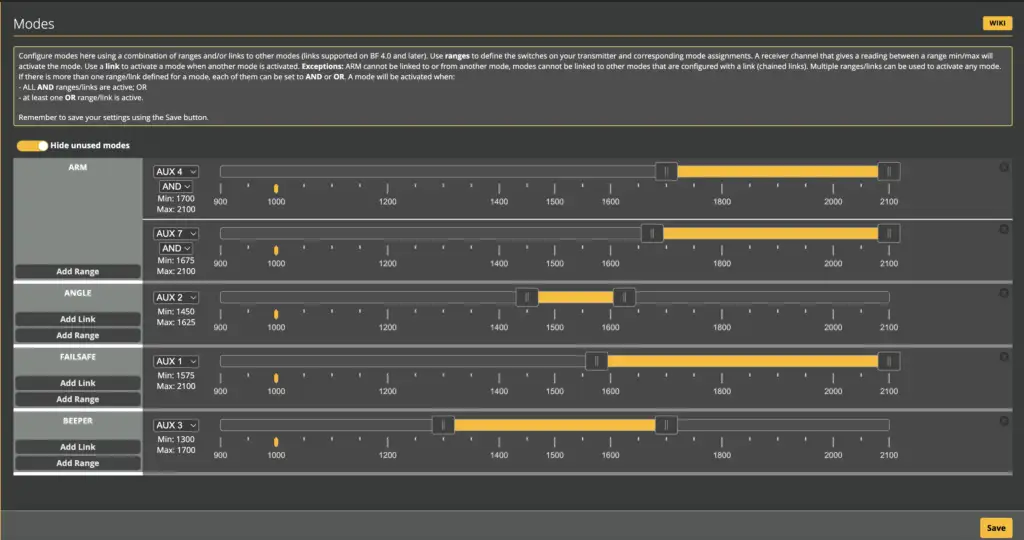 Modes
WIKI
Configure modes here using a combination of ranges and/or links to other modes (links supported on BF 4.0 and later). Use ranges to define the switches on your transmitter and corresponding mode assignments. A receiver channel that gives a reading between a range min/max will
activate the mode. Use a link to activate a mode when another mode is activated. Exceptions: ARM cannot be linked to or from another mode, modes cannot be linked to other modes that are configured with a link (chained links). Multiple ranges/links can be used to activate any mode.
If there is more than one range/link defined for a mode, each of them can be set to AND or OR. A mode will be activated when:
- ALL AND ranges/links are active; OR
- at least one OR range/link is active.
Remember to save your settings using the Save button.
Hide unused modes
ARM
AUX 4
AND
Min: 1700
Max: 2100
900 1000 1200 1400 1500 1600 1800 2000 2100
AUX 7
AND
Min: 1675
Max: 2100
900 1000 1200 1400 1500 1600 1800 2000 2100
Add Range
ANGLE
AUX 2
Min: 1450
Max: 1625
900 1000 1200 1400 1500 1600 1800 2000 2100
Add Link
Add Range
FAILSAFE
AUX 1
Min: 1575
Max: 2100
900 1000 1200 1400 1500 1600 1800 2000 2100
Add Link
Add Range
BEEPER
AUX 3
Min: 1300
Max: 1700
900 1000 1200 1400 1500 1600 1800 2000 2100
Add Link
Add Range
Save